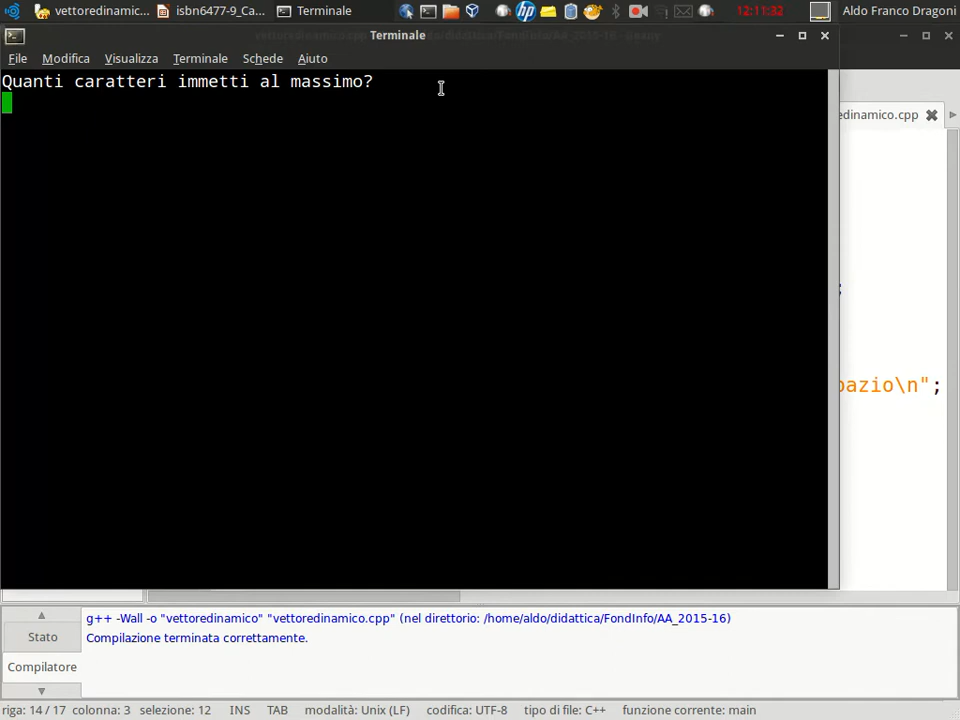 vettoredinamic... isbn6477-9_Ca... Terminale 12:11:32 Aldo Franco Dragoni
Terminale
File Modifica Visualizza Terminale Schede Aiuto
Quanti caratteri immetti al massimo?
edinamico.cpp
;
pazio\n";
g++ -Wall -o "vettoredinamico" "vettoredinamico.cpp" (nel direttorio: /home/aldo/didattica/FondInfo/AA_2015-16)
Stato
Compilazione terminata correttamente.
Compilatore
riga: 14 / 17 colonna: 3 selezione: 12 INS TAB modalità: Unix (LF) codifica: UTF-8 tipo di file: C++ funzione corrente: main